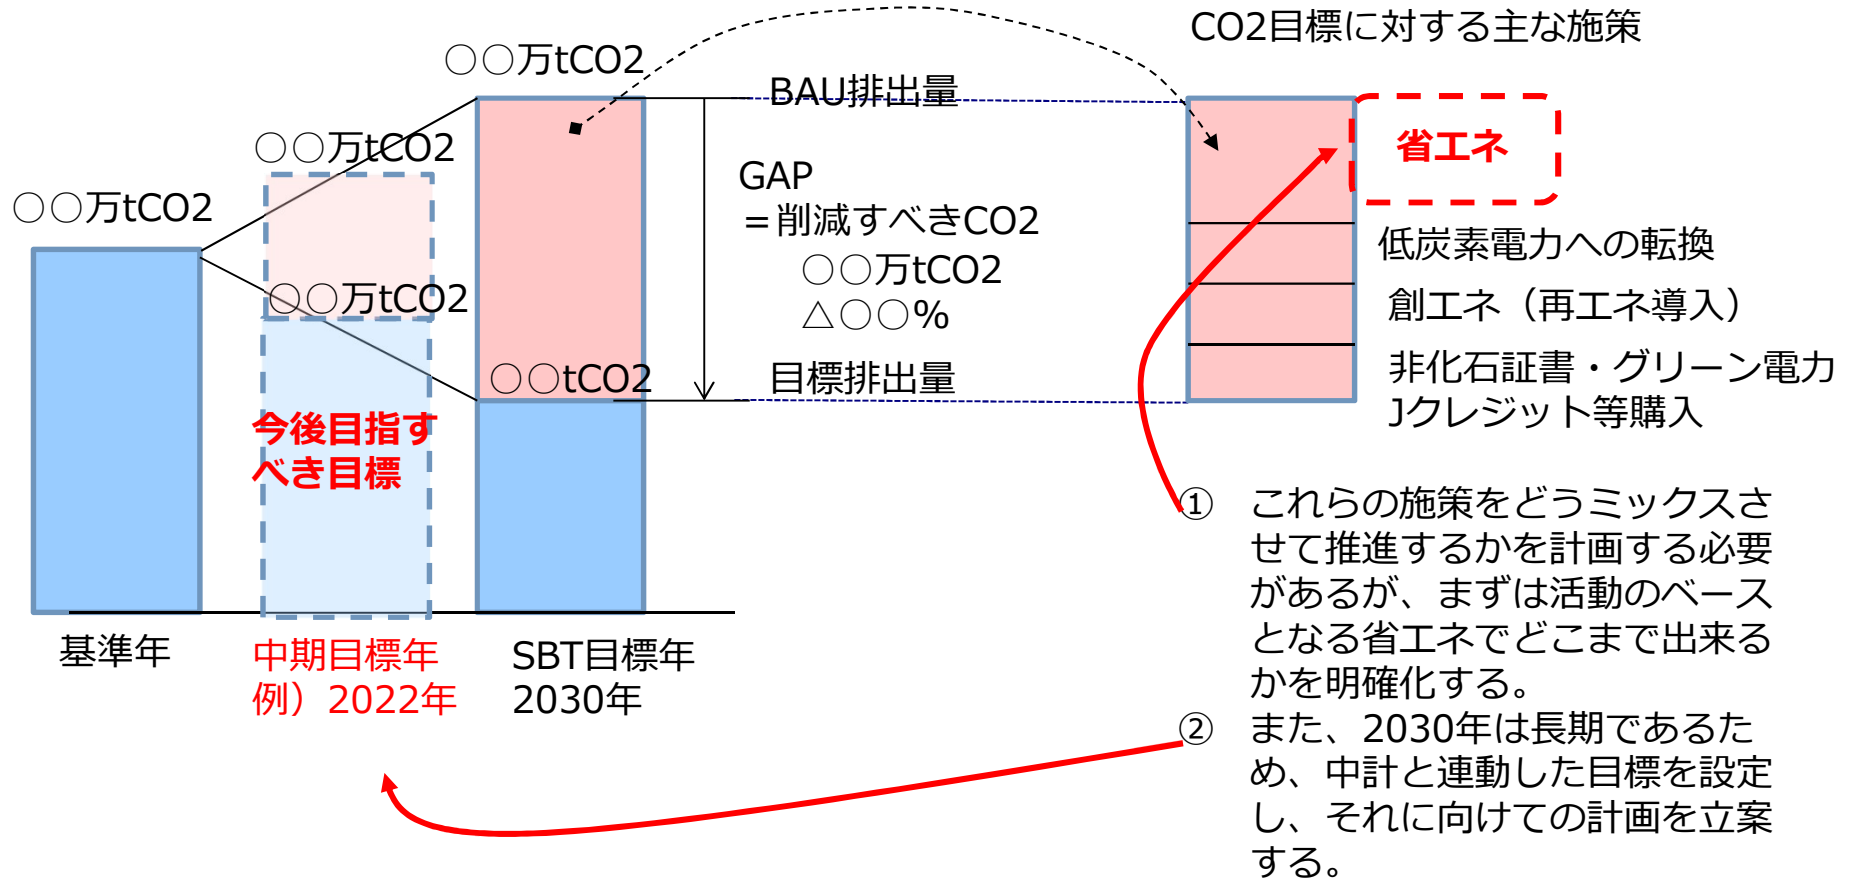 CO2目標に対する主な施策
○○万tCO2
BAU排出量
○○万tCO2
省エネ
GAP
＝削減すべきCO2
○○万tCO2
△○○%
○○万tCO2
低炭素電力への転換
○○万tCO2
創エネ（再エネ導入）
○○tCO2
目標排出量
非化石証書・グリーン電力
Jクレジット等購入
今後目指す
べき目標
基準年
中期目標年
例）2022年
SBT目標年
2030年
① これらの施策をどうミックスさ
せて推進するかを計画する必要
があるが、まずは活動のベース
となる省エネでどこまで出来る
かを明確化する。
② また、2030年は長期であるた
め、中計と連動した目標を設定
し、それに向けての計画を立案
する。